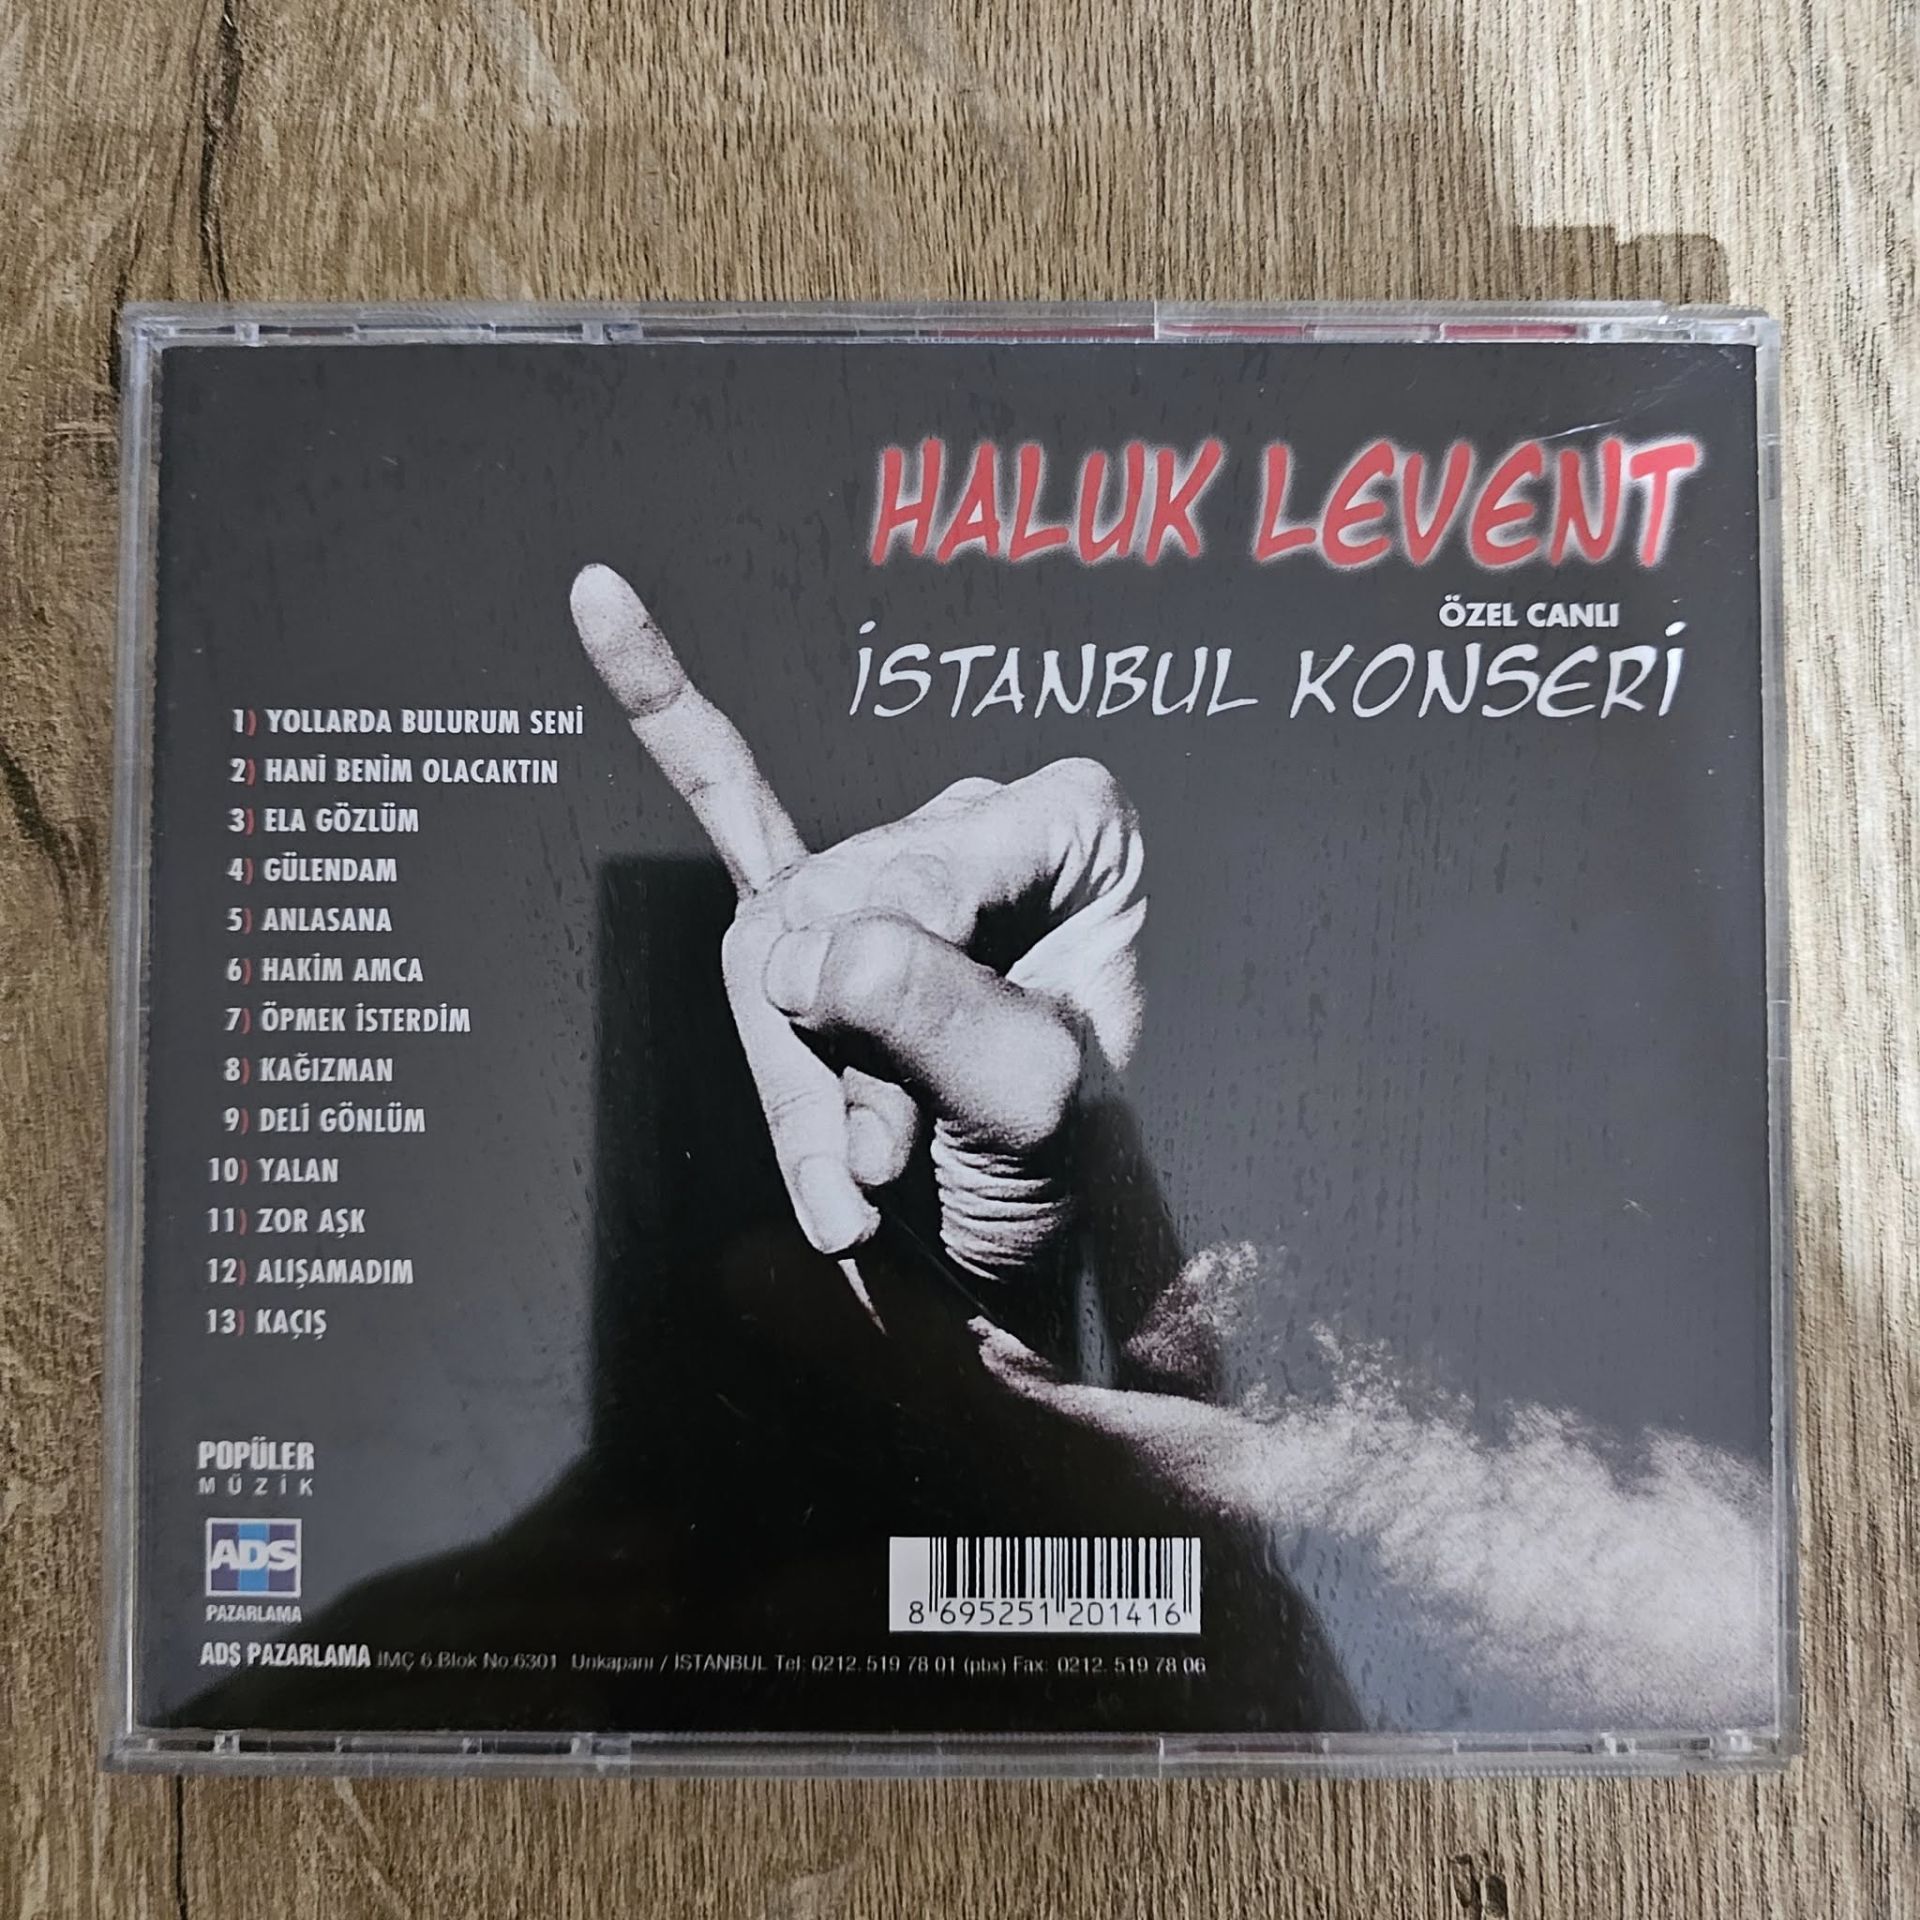 HALUK LEVENT
ÖZEL CANLI
İSTANBUL KONSERİ
1) YOLLARDA BULURUM SENİ
2) HANİ BENİM OLACAKTIN
3) ELA GÖZLÜM
4) GÜLENDAM
5) ANLASANA
6) HAKİM AMCA
7) ÖPMEK İSTERDİM
8) KAĞIZMAN
9) DELİ GÖNLÜM
10) YALAN
11) ZOR AŞK
12) ALIŞAMADIM
13) KAÇIŞ
POPÜLER
MÜZİK
ADS
PAZARLAMA
8 695251 201416
ADS PAZARLAMA İMÇ 6.Blok No:6301 Unkapanı / İSTANBUL Tel: 0212. 519 78 01 (pbx) Fax: 0212. 519 78 06